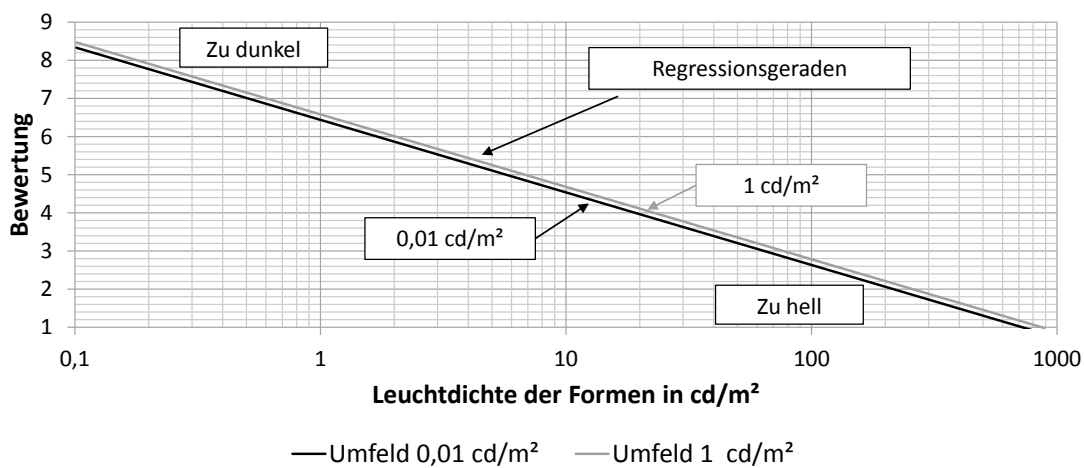 9
8
7
6
5
4
3
2
1
Bewertung
Zu dunkel
Regressionsgeraden
1 cd/m²
0,01 cd/m²
Zu hell
0,1 1 10 100 1000
Leuchtdichte der Formen in cd/m²
Umfeld 0,01 cd/m² Umfeld 1 cd/m²